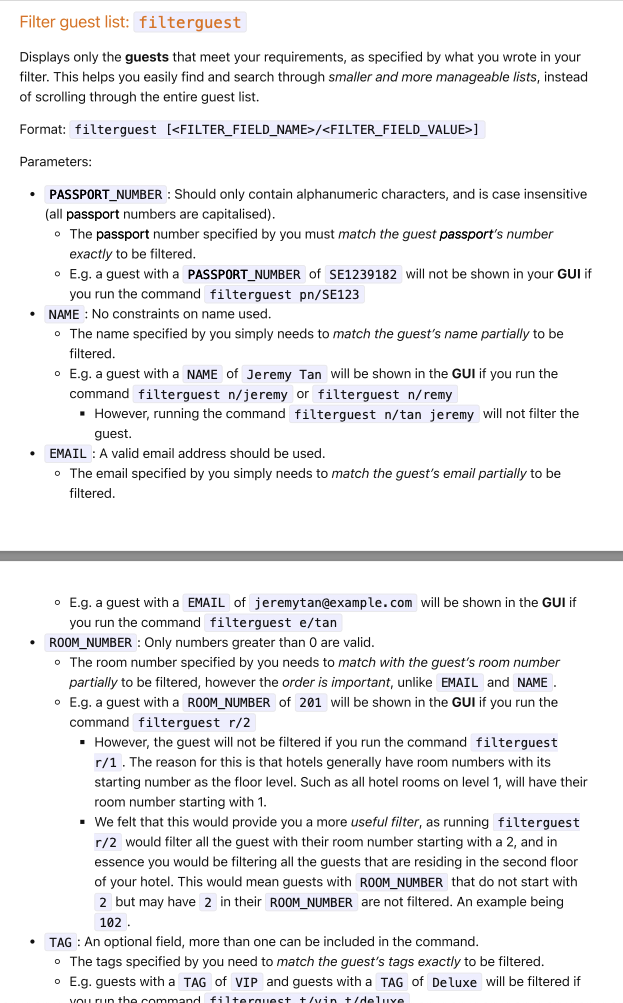 Filter guest list: filterguest
Displays only the guests that meet your requirements, as specified by what you wrote in your
filter. This helps you easily find and search through smaller and more manageable lists, instead
of scrolling through the entire guest list.
Format: filterguest [<FILTER_FIELD_NAME>/<FILTER_FIELD_VALUE>]
Parameters:
• PASSPORT_NUMBER : Should only contain alphanumeric characters, and is case insensitive
(all passport numbers are capitalised).
◦ The passport number specified by you must match the guest passport's number
exactly to be filtered.
◦ E.g. a guest with a PASSPORT_NUMBER of SE1239182 will not be shown in your GUI if
you run the command filterguest pn/SE123
• NAME : No constraints on name used.
◦ The name specified by you simply needs to match the guest's name partially to be
filtered.
◦ E.g. a guest with a NAME of Jeremy Tan will be shown in the GUI if you run the
command filterguest n/jeremy or filterguest n/remy
▪ However, running the command filterguest n/tan jeremy will not filter the
guest.
• EMAIL : A valid email address should be used.
◦ The email specified by you simply needs to match the guest's email partially to be
filtered.
◦ E.g. a guest with a EMAIL of jeremytan@example.com will be shown in the GUI if
you run the command filterguest e/tan
• ROOM_NUMBER : Only numbers greater than 0 are valid.
◦ The room number specified by you needs to match with the guest's room number
partially to be filtered, however the order is important, unlike EMAIL and NAME .
◦ E.g. a guest with a ROOM_NUMBER of 201 will be shown in the GUI if you run the
command filterguest r/2
▪ However, the guest will not be filtered if you run the command filterguest
r/1 . The reason for this is that hotels generally have room numbers with its
starting number as the floor level. Such as all hotel rooms on level 1, will have their
room number starting with 1.
▪ We felt that this would provide you a more useful filter, as running filterguest
r/2 would filter all the guest with their room number starting with a 2, and in
essence you would be filtering all the guests that are residing in the second floor
of your hotel. This would mean guests with ROOM_NUMBER that do not start with
2 but may have 2 in their ROOM_NUMBER are not filtered. An example being
102 .
• TAG : An optional field, more than one can be included in the command.
◦ The tags specified by you need to match the guest's tags exactly to be filtered.
◦ E.g. guests with a TAG of VIP and guests with a TAG of Deluxe will be filtered if
you run the command filterguest t/vip t/deluxe